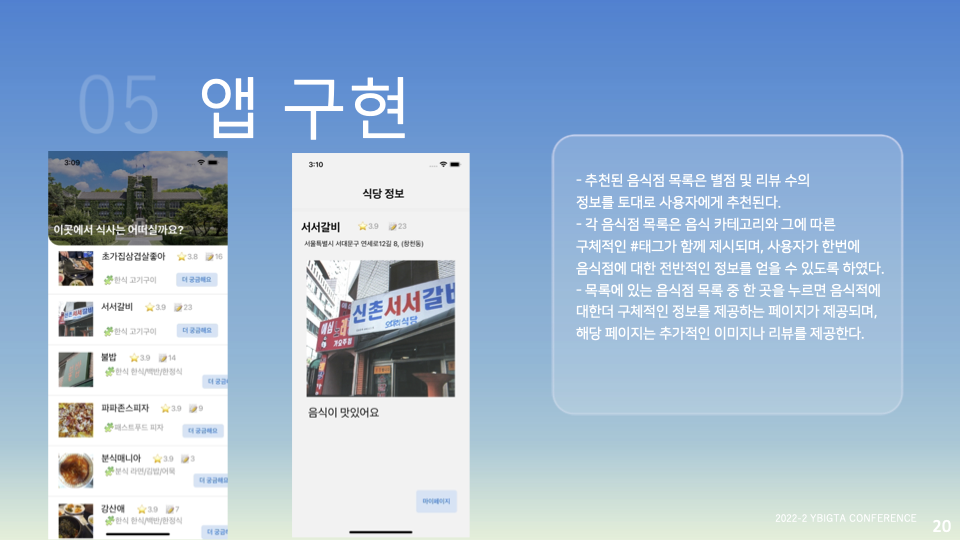 05 앱 구현
3:09
이곳에서 식사는 어떠실까요?
초가집삼겹살좋아 3.8 16
한식 고기구이 더 궁금해요
서서갈비 3.9 23
한식 고기구이 더 궁금해요
불밥 3.9 14
한식 한식/백반/한정식 더 궁금해
파파존스피자 3.9 9
패스트푸드 피자 더 궁금해요
분식매니아 3.9 3
분식 라면/김밥/어묵 더 궁금해요
강산애 3.9 7
한식 한식/백반/한정식 더 궁금
3:10
식당 정보
서서갈비 3.9 23
서울특별시 서대문구 연세로12길 8, (창천동)
신촌서서갈비
음식이 맛있어요
마이페이지
- 추천된 음식점 목록은 별점 및 리뷰 수의
정보를 토대로 사용자에게 추천된다.
- 각 음식점 목록은 음식 카테고리와 그에 따른
구체적인 #태그가 함께 제시되며, 사용자가 한번에
음식점에 대한 전반적인 정보를 얻을 수 있도록 하였다.
- 목록에 있는 음식점 목록 중 한 곳을 누르면 음식적에
대한더 구체적인 정보를 제공하는 페이지가 제공되며,
해당 페이지는 추가적인 이미지나 리뷰를 제공한다.
2022-2 YBIGTA CONFERENCE
20